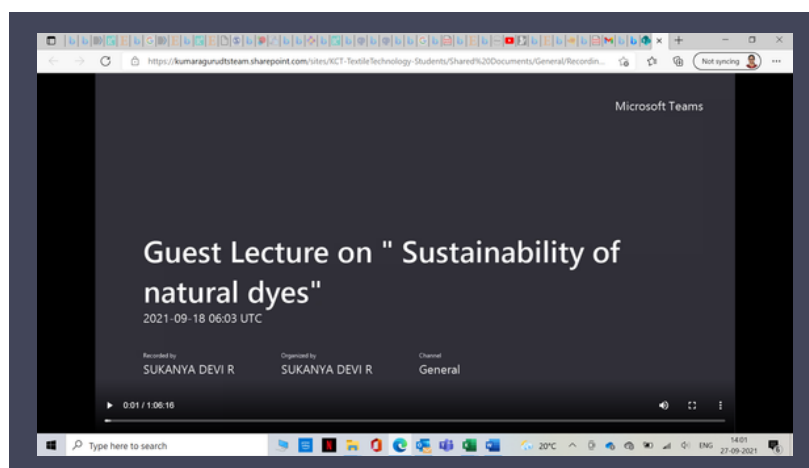 Not syncing
https://kumaragurudtsteam.sharepoint.com/sites/KCT-TextileTechnology-Students/Shared%20Documents/General/Recordin...
Microsoft Teams
Guest Lecture on " Sustainability of
natural dyes"
2021-09-18 06:03 UTC
Recorded by
Organized by
Channel
SUKANYA DEVI R
SUKANYA DEVI R
General
0:01 / 1:06:16
Type here to search
20°C
ENG
14:01
27-09-2021